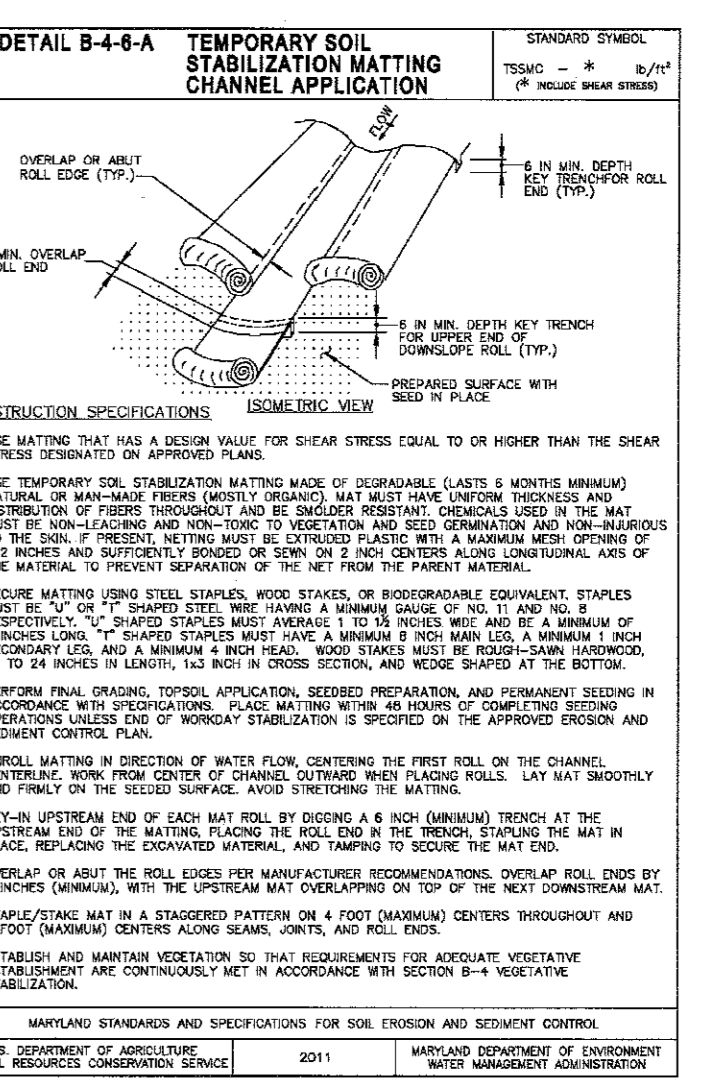 DETAIL B-4-6-A TEMPORARY SOIL
STABILIZATION MATTING
CHANNEL APPLICATION
STANDARD SYMBOL
TSSMC - * lb/ft²
(* INCLUDE SHEAR STRESS)
FLOW
OVERLAP OR ABUT
ROLL EDGE (TYP.)
6 IN MIN. DEPTH
KEY TRENCHFOR ROLL
END (TYP.)
MIN. OVERLAP
OLL END
6 IN MIN. DEPTH KEY TRENCH
FOR UPPER END OF
DOWNSLOPE ROLL (TYP.)
PREPARED SURFACE WITH
SEED IN PLACE
ISOMETRIC VIEW
STRUCTION SPECIFICATIONS
SE MATTING THAT HAS A DESIGN VALUE FOR SHEAR STRESS EQUAL TO OR HIGHER THAN THE SHEAR
RESS DESIGNATED ON APPROVED PLANS.
SE TEMPORARY SOIL STABILIZATION MATTING MADE OF DEGRADABLE (LASTS 6 MONTHS MINIMUM)
ATURAL OR MAN-MADE FIBERS (MOSTLY ORGANIC). MAT MUST HAVE UNIFORM THICKNESS AND
STRIBUTION OF FIBERS THROUGHOUT AND BE SMOLDER RESISTANT. CHEMICALS USED IN THE MAT
UST BE NON-LEACHING AND NON-TOXIC TO VEGETATION AND SEED GERMINATION AND NON-INJURIOUS
O THE SKIN. IF PRESENT, NETTING MUST BE EXTRUDED PLASTIC WITH A MAXIMUM MESH OPENING OF
2 INCHES AND SUFFICIENTLY BONDED OR SEWN ON 2 INCH CENTERS ALONG LONGITUDINAL AXIS OF
E MATERIAL TO PREVENT SEPARATION OF THE NET FROM THE PARENT MATERIAL.
CURE MATTING USING STEEL STAPLES, WOOD STAKES, OR BIODEGRADABLE EQUIVALENT. STAPLES
UST BE "U" OR "T" SHAPED STEEL WIRE HAVING A MINIMUM GAUGE OF NO. 11 AND NO. 8
SPECTIVELY. "U" SHAPED STAPLES MUST AVERAGE 1 TO 1½ INCHES WIDE AND BE A MINIMUM OF
INCHES LONG. "T" SHAPED STAPLES MUST HAVE A MINIMUM 8 INCH MAIN LEG, A MINIMUM 1 INCH
CONDARY LEG, AND A MINIMUM 4 INCH HEAD. WOOD STAKES MUST BE ROUGH-SAWN HARDWOOD,
TO 24 INCHES IN LENGTH, 1x3 INCH IN CROSS SECTION, AND WEDGE SHAPED AT THE BOTTOM.
RFORM FINAL GRADING, TOPSOIL APPLICATION, SEEDBED PREPARATION, AND PERMANENT SEEDING IN
CCORDANCE WITH SPECIFICATIONS. PLACE MATTING WITHIN 48 HOURS OF COMPLETING SEEDING
PERATIONS UNLESS END OF WORKDAY STABILIZATION IS SPECIFIED ON THE APPROVED EROSION AND
DIMENT CONTROL PLAN.
ROLL MATTING IN DIRECTION OF WATER FLOW, CENTERING THE FIRST ROLL ON THE CHANNEL
NTERLINE. WORK FROM CENTER OF CHANNEL OUTWARD WHEN PLACING ROLLS. LAY MAT SMOOTHLY
ND FIRMLY ON THE SEEDED SURFACE. AVOID STRETCHING THE MATTING.
Y-IN UPSTREAM END OF EACH MAT ROLL BY DIGGING A 6 INCH (MINIMUM) TRENCH AT THE
PSTREAM END OF THE MATTING, PLACING THE ROLL END IN THE TRENCH, STAPLING THE MAT IN
ACE, REPLACING THE EXCAVATED MATERIAL, AND TAMPING TO SECURE THE MAT END.
ERLAP OR ABUT THE ROLL EDGES PER MANUFACTURER RECOMMENDATIONS. OVERLAP ROLL ENDS BY
INCHES (MINIMUM), WITH THE UPSTREAM MAT OVERLAPPING ON TOP OF THE NEXT DOWNSTREAM MAT.
APLE/STAKE MAT IN A STAGGERED PATTERN ON 4 FOOT (MAXIMUM) CENTERS THROUGHOUT AND
FOOT (MAXIMUM) CENTERS ALONG SEAMS, JOINTS, AND ROLL ENDS.
TABLISH AND MAINTAIN VEGETATION SO THAT REQUIREMENTS FOR ADEQUATE VEGETATIVE
TABLISHMENT ARE CONTINUOUSLY MET IN ACCORDANCE WITH SECTION B-4 VEGETATIVE
ABILIZATION.
MARYLAND STANDARDS AND SPECIFICATIONS FOR SOIL EROSION AND SEDIMENT CONTROL
S. DEPARTMENT OF AGRICULTURE
L RESOURCES CONSERVATION SERVICE
2011
MARYLAND DEPARTMENT OF ENVIRONMENT
WATER MANAGEMENT ADMINISTRATION